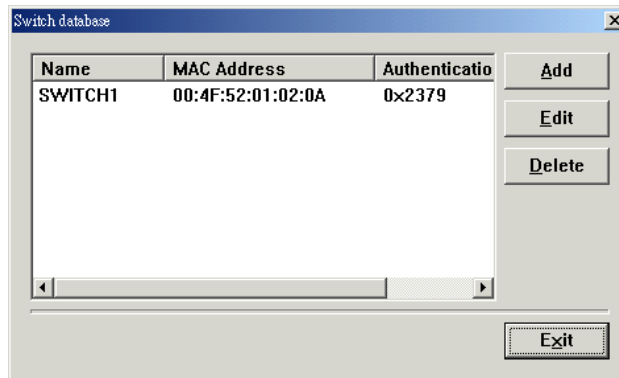 Switch database
Name MAC Address Authenticatio
SWITCH1 00:4F:52:01:02:0A 0x2379
Add
Edit
Delete
Exit